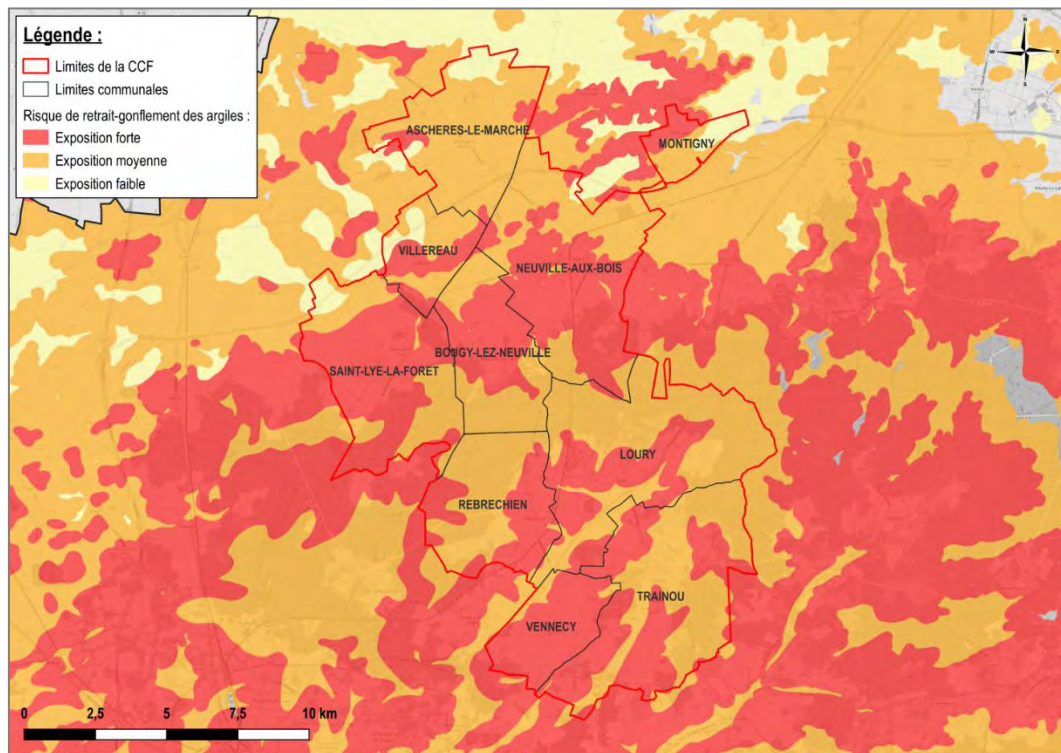 Légende :
Limites de la CCF
Limites communales
Risque de retrait-gonflement des argiles :
Exposition forte
Exposition moyenne
Exposition faible
N
W
E
S
ASCHERES-LE-MARCHE
MONTIGNY
VILLEREAU
NEUVILLE-AUX-BOIS
BOUGY-LEZ-NEUVILLE
SAINT-LYE-LA-FORET
LOURY
REBRECHIEN
TRAINOU
VENNECY
0 2,5 5 7,5 10 km